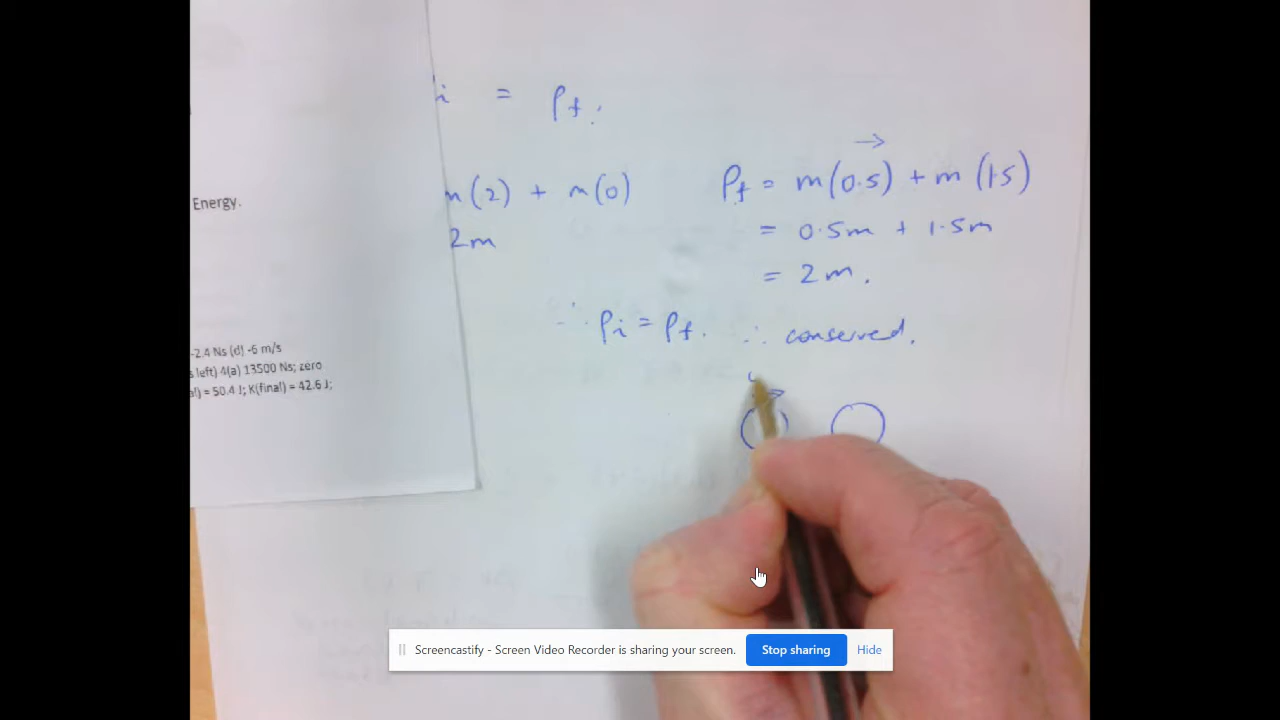 i = Pf.
m(2) + m(0)
2m
Pf = m(0.5) + m(1.5)
= 0.5m + 1.5m
= 2m.
∴ Pi = Pf. ∴ conserved.
Energy.
-2.4 Ns (d) -6 m/s
left) 4(a) 13500 Ns; zero
= 50.4 J; K(final) = 42.6 J;
Screencastify - Screen Video Recorder is sharing your screen. Stop sharing Hide